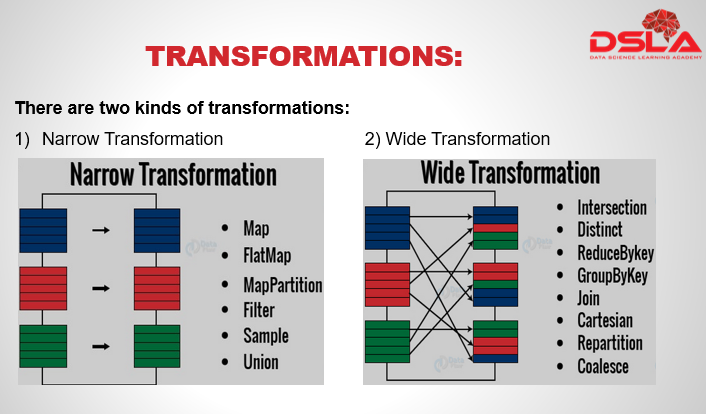 DSLA
DATA SCIENCE LEARNING ACADEMY
TRANSFORMATIONS:
There are two kinds of transformations:
1) Narrow Transformation
2) Wide Transformation
Narrow Transformation
• Map
• FlatMap
• MapPartition
• Filter
• Sample
• Union
Wide Transformation
• Intersection
• Distinct
• ReduceBykey
• GroupByKey
• Join
• Cartesian
• Repartition
• Coalesce